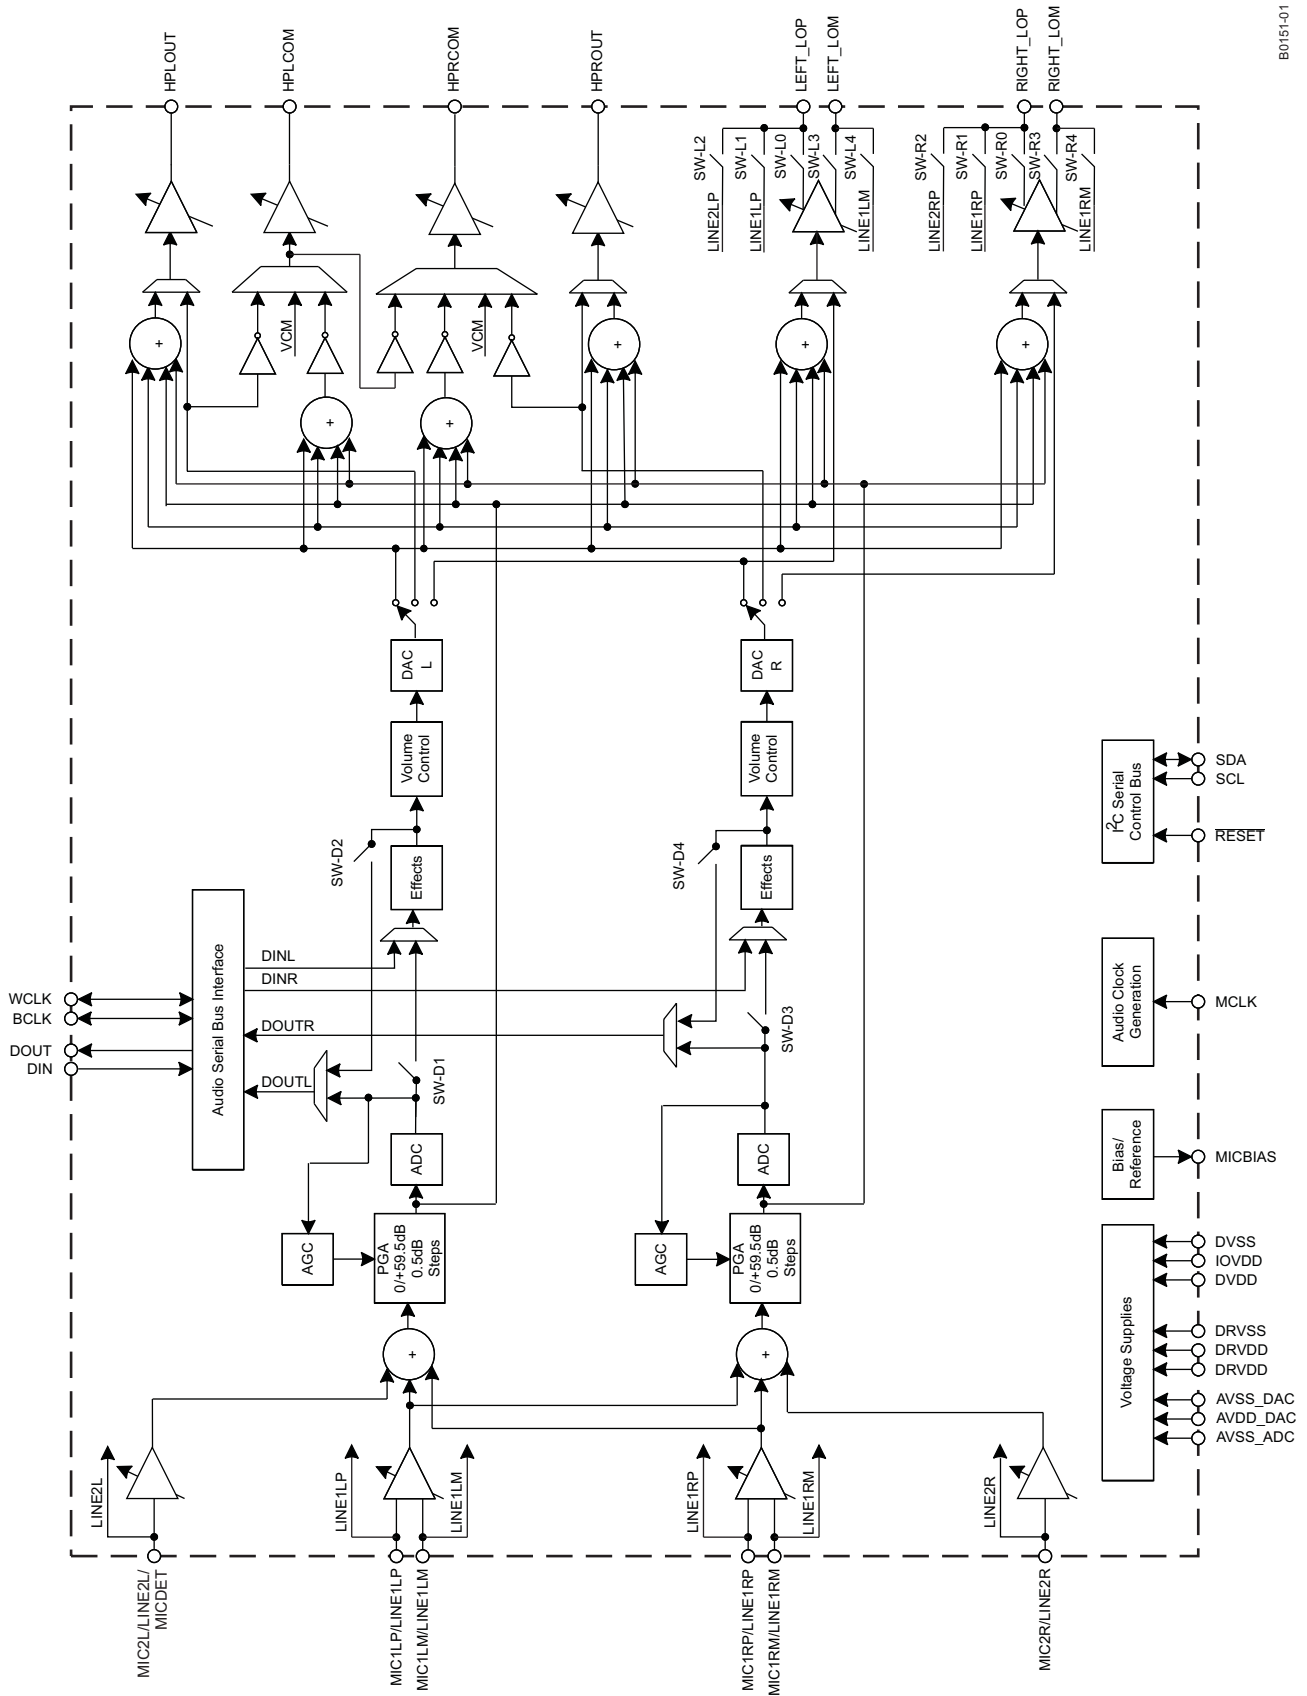 B0151-01
HPLOUT
HPLCOM
HPRCOM
HPROUT
LEFT_LOP
LEFT_LOM
RIGHT_LOP
RIGHT_LOM
SW-L2
SW-L1
SW-L0
SW-L3
SW-L4
SW-R2
SW-R1
SW-R0
SW-R3
SW-R4
LINE2LP
LINE1LP
LINE1LM
LINE2RP
LINE1RP
LINE1RM
VCM
VCM
+
+
+
+
+
+
DAC
L
DAC
R
Volume
Control
Volume
Control
SW-D2
SW-D4
Effects
Effects
I2C Serial
Control Bus
SDA
SCL
RESET
Audio Serial Bus Interface
DINL
DINR
DOUTR
DOUTL
WCLK
BCLK
DOUT
DIN
SW-D1
SW-D3
Audio Clock
Generation
MCLK
ADC
ADC
Bias/
Reference
MICBIAS
AGC
PGA
0/+59.5dB
0.5dB
Steps
AGC
PGA
0/+59.5dB
0.5dB
Steps
Voltage Supplies
DVSS
IOVDD
DVDD
DRVSS
DRVDD
DRVDD
AVSS_DAC
AVDD_DAC
AVSS_ADC
+
+
LINE2L
LINE1LP
LINE1LM
LINE1RP
LINE1RM
LINE2R
MIC2L/LINE2L/
MICDET
MIC1LP/LINE1LP
MIC1LM/LINE1LM
MIC1RP/LINE1RP
MIC1RM/LINE1RM
MIC2R/LINE2R